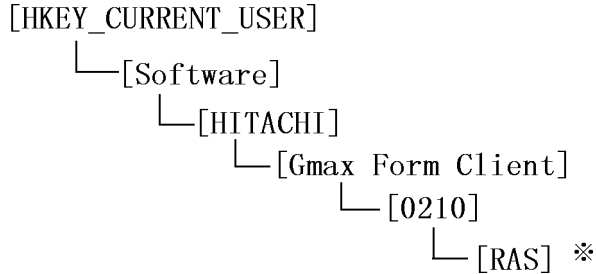 [HKEY_CURRENT_USER]
[Software]
[HITACHI]
[Gmax Form Client]
[0210]
[RAS] ※